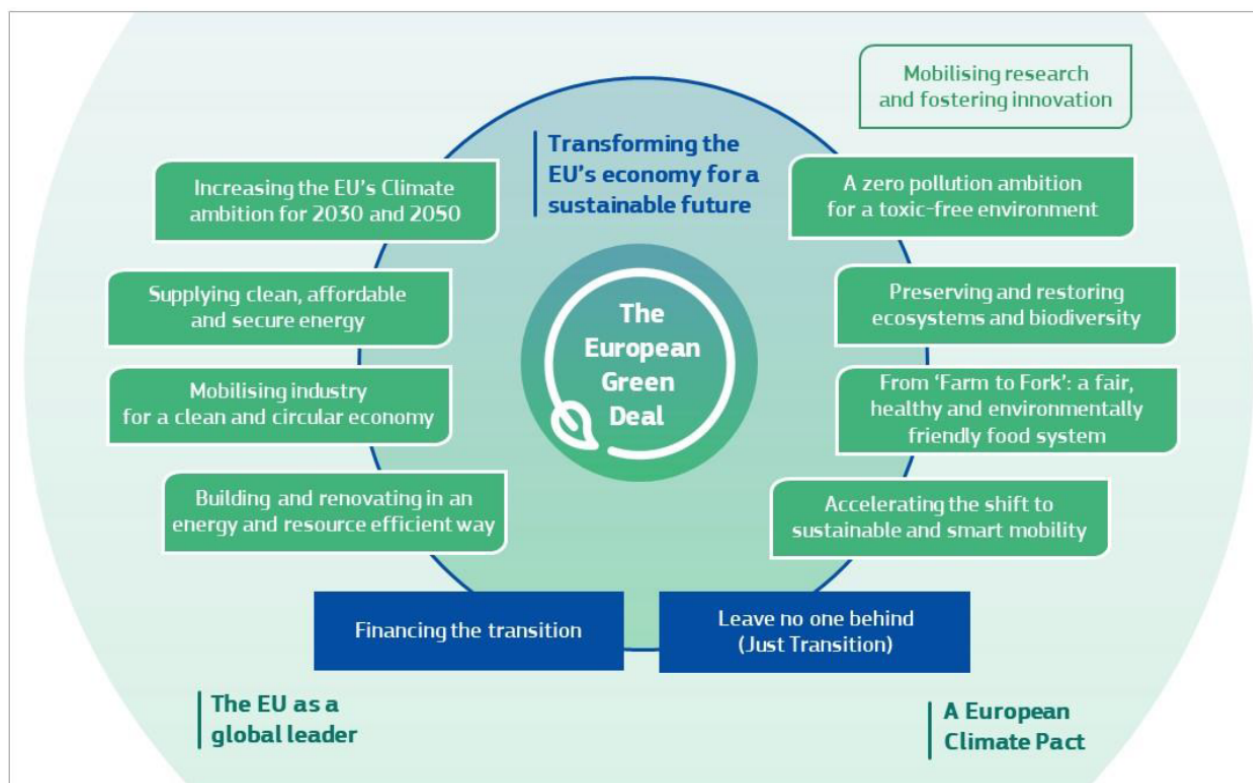 Mobilising research
and fostering innovation
Transforming the
EU's economy for a
sustainable future
Increasing the EU's Climate
ambition for 2030 and 2050
A zero pollution ambition
for a toxic-free environment
Supplying clean, affordable
and secure energy
Preserving and restoring
ecosystems and biodiversity
The
European
Green
Deal
Mobilising industry
for a clean and circular economy
From ‘Farm to Fork’: a fair,
healthy and environmentally
friendly food system
Building and renovating in an
energy and resource efficient way
Accelerating the shift to
sustainable and smart mobility
Financing the transition
Leave no one behind
(Just Transition)
The EU as a
global leader
A European
Climate Pact